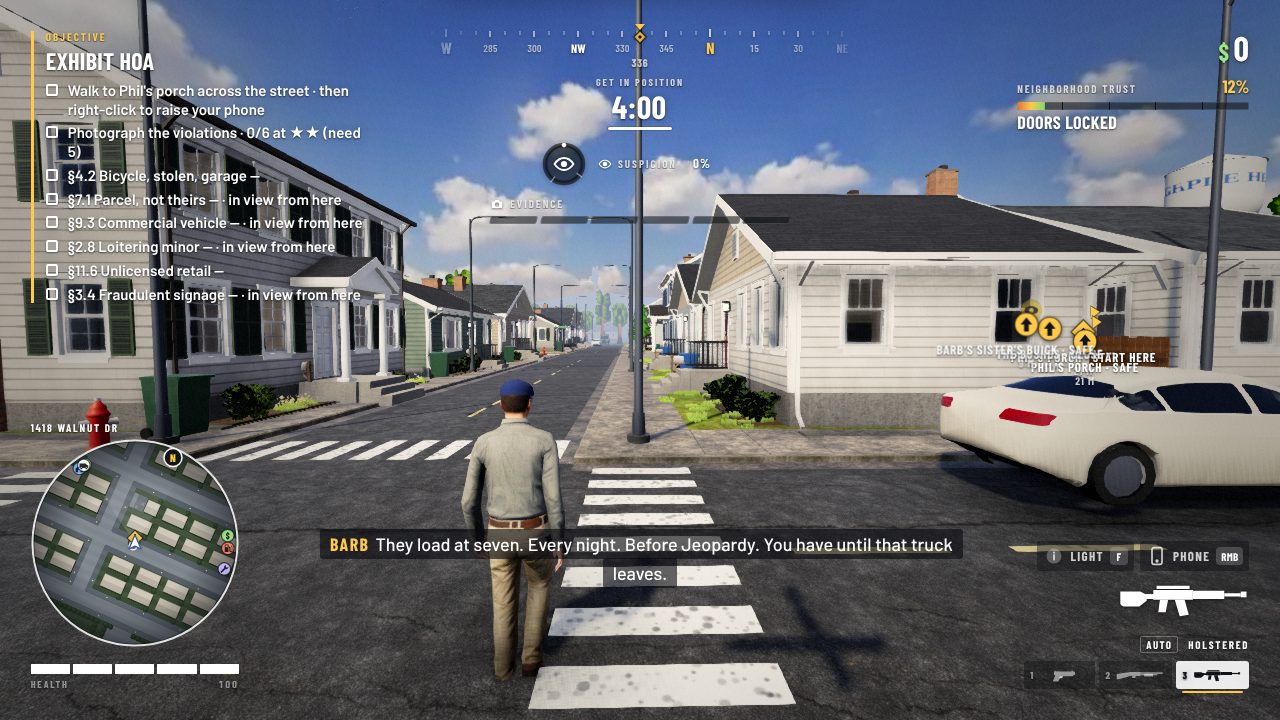 OBJECTIVE
EXHIBIT HOA
Walk to Phil's porch across the street · then
right-click to raise your phone
Photograph the violations · 0/6 at ★★ (need
5)
§4.2 Bicycle, stolen, garage —
§7.1 Parcel, not theirs — · in view from here
§9.3 Commercial vehicle — · in view from here
§2.8 Loitering minor — · in view from here
§11.6 Unlicensed retail —
§3.4 Fraudulent signage — · in view from here
W 285 300 NW 330 345 N 15 30 NE
336
GET IN POSITION
4:00
SUSPICION 0%
EVIDENCE
$0
NEIGHBORHOOD TRUST 12%
DOORS LOCKED
BARB'S SISTER'S BUICK · SAFE
START HERE
PHIL'S PORCH · SAFE
21 M
1418 WALNUT DR
N
BARB They load at seven. Every night. Before Jeopardy. You have until that truck
leaves.
LIGHT F
PHONE RMB
AUTO HOLSTERED
1 2 3
HEALTH 100